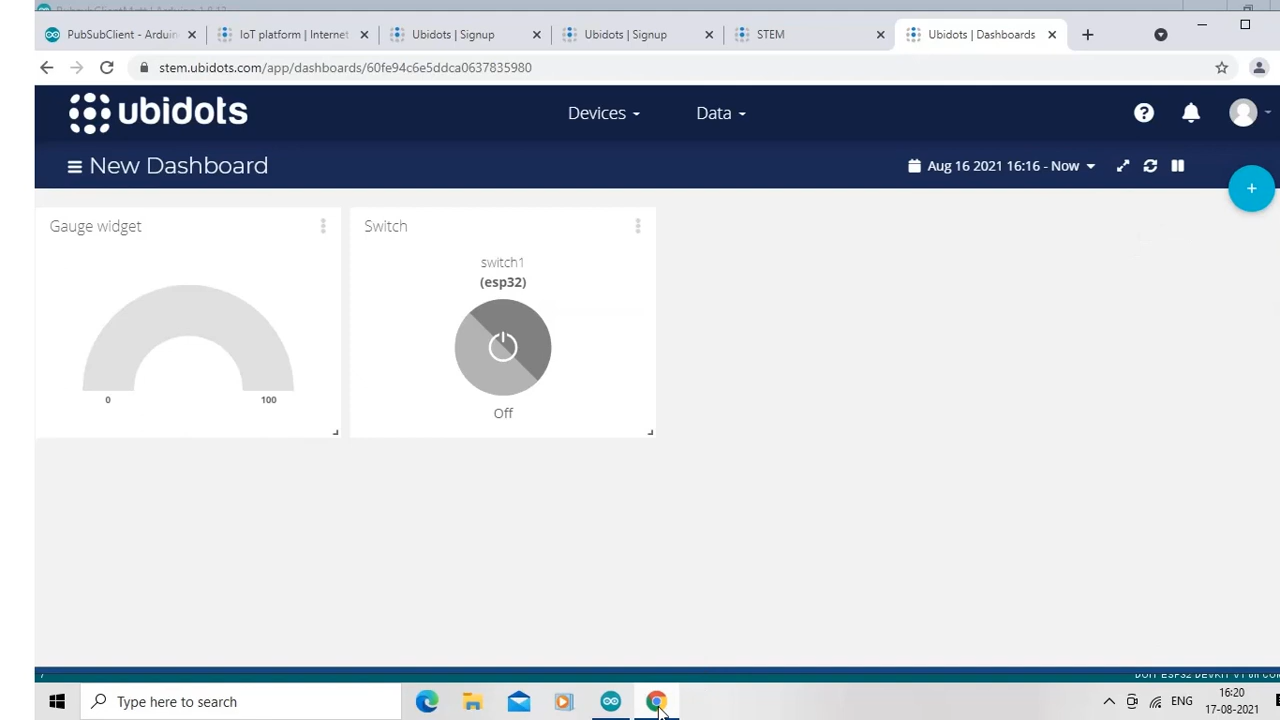 PubSubClient - Arduin
IoT platform | Internet
Ubidots | Signup
Ubidots | Signup
STEM
Ubidots | Dashboards
stem.ubidots.com/app/dashboards/60fe94c6e5ddca0637835980
ubidots
Devices
Data
New Dashboard
Aug 16 2021 16:16 - Now
Gauge widget
Switch
switch1
(esp32)
0
100
Off
Type here to search
ENG
16:20
17-08-2021